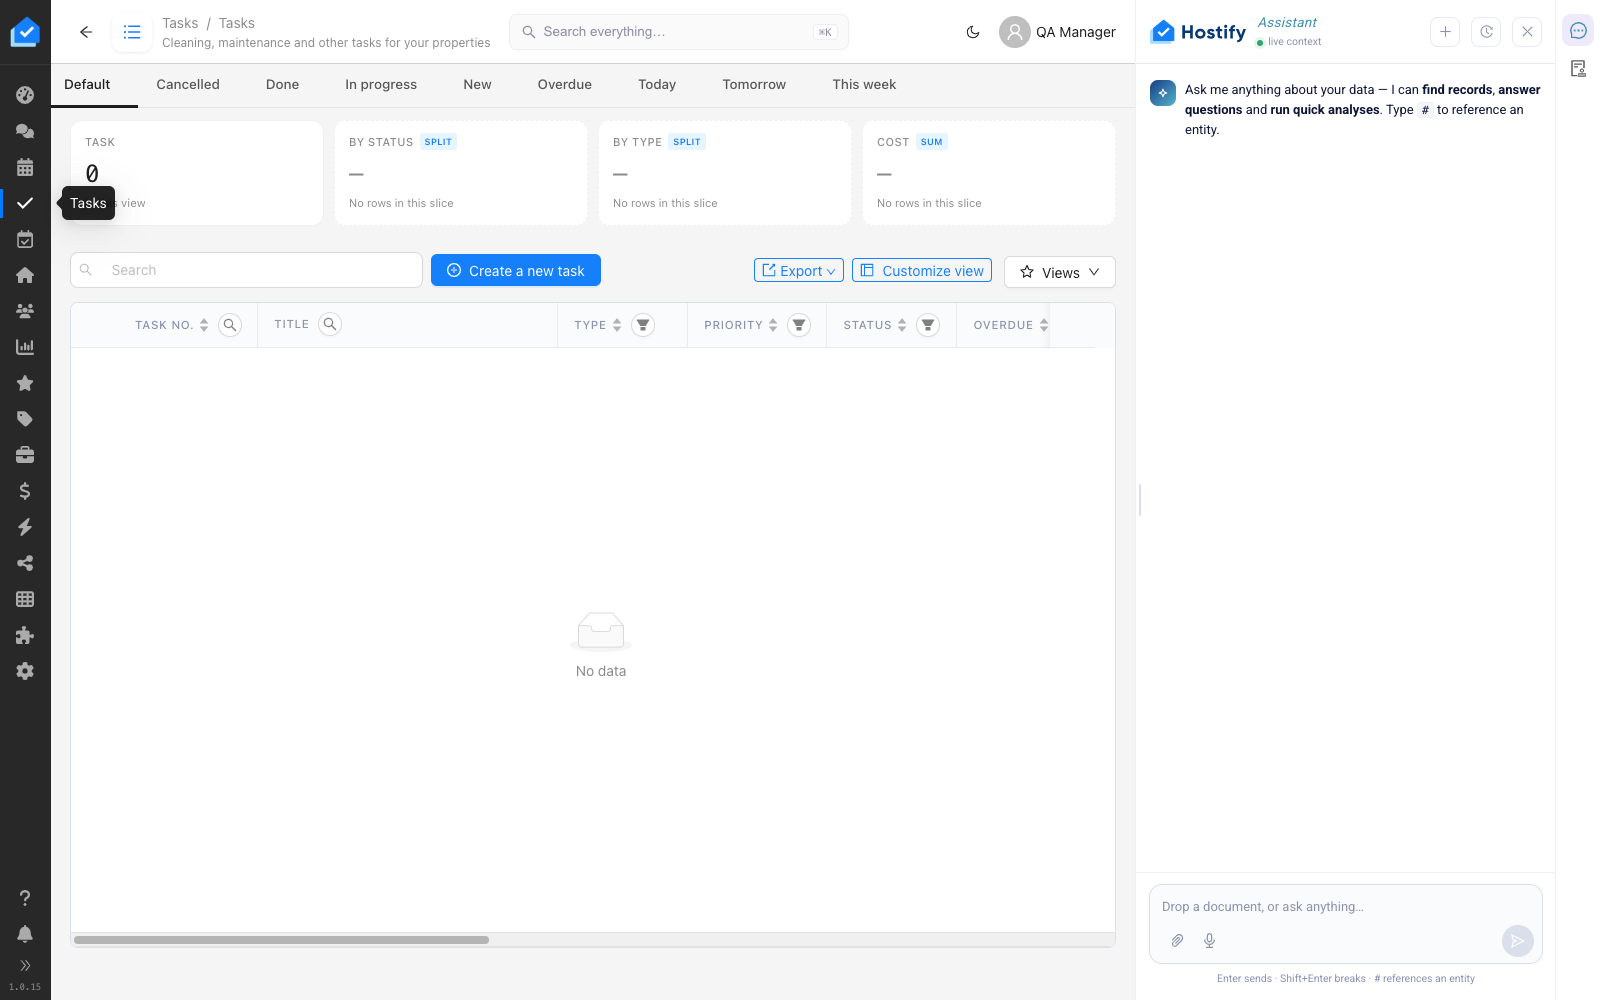 Tasks / Tasks
Cleaning, maintenance and other tasks for your properties
Search everything...
⌘K
QA Manager
Hostify
Assistant
live context
Default
Cancelled
Done
In progress
New
Overdue
Today
Tomorrow
This week
TASK
0
view
BY STATUS SPLIT
—
No rows in this slice
BY TYPE SPLIT
—
No rows in this slice
COST SUM
—
No rows in this slice
Tasks
Ask me anything about your data — I can find records, answer
questions and run quick analyses. Type # to reference an
entity.
Search
Create a new task
Export
Customize view
Views
TASK NO.
TITLE
TYPE
PRIORITY
STATUS
OVERDUE
No data
Drop a document, or ask anything...
Enter sends · Shift+Enter breaks · # references an entity
1.0.15